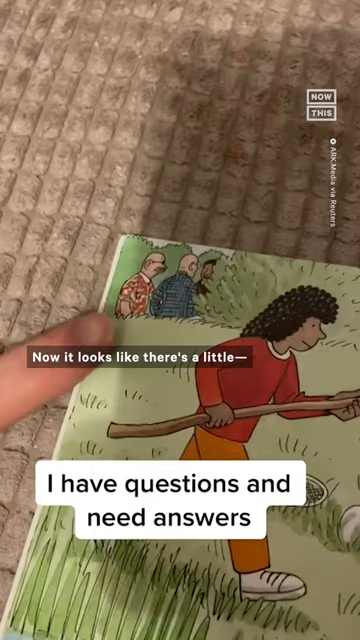 NOW
THIS
ARK.Media via Reuters
Now it looks like there's a little—
I have questions and
need answers